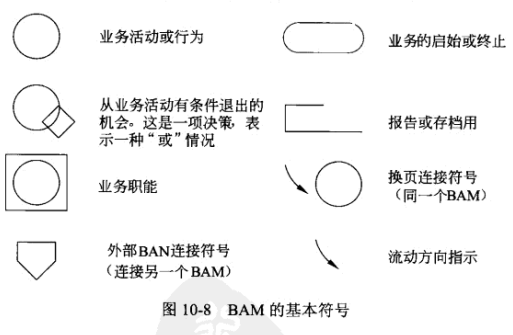 业务活动或行为
业务的启始或终止
从业务活动有条件退出的
机会。这是一项决策,表
示一种“或”情况
报告或存档用
业务职能
换页连接符号
（同一个BAM）
外部BAN连接符号
（连接另一个BAM）
流动方向指示
图 10-8 BAM 的基本符号